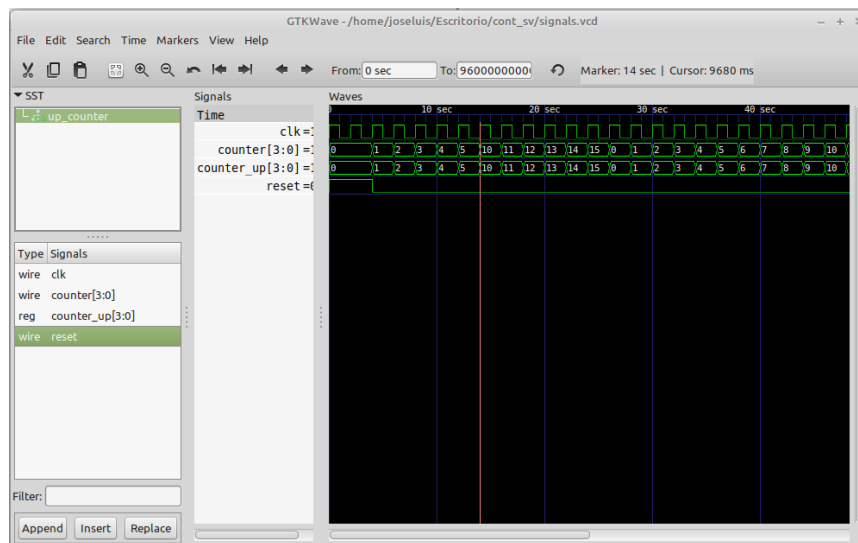 GTKWave - /home/joseluis/Escritorio/cont_sv/signals.vcd
File Edit Search Time Markers View Help
From: 0 sec To: 9600000000 Marker: 14 sec | Cursor: 9680 ms
SST
up_counter
Signals
Time
clk =1
counter[3:0] =1
counter_up[3:0] =1
reset =0
Waves
10 sec 20 sec 30 sec 40 sec
0 1 2 3 4 5 10 11 12 13 14 15 0 1 2 3 4 5 6 7 8 9 10
0 1 2 3 4 5 10 11 12 13 14 15 0 1 2 3 4 5 6 7 8 9 10
Type Signals
wire clk
wire counter[3:0]
reg counter_up[3:0]
wire reset
Filter:
Append Insert Replace